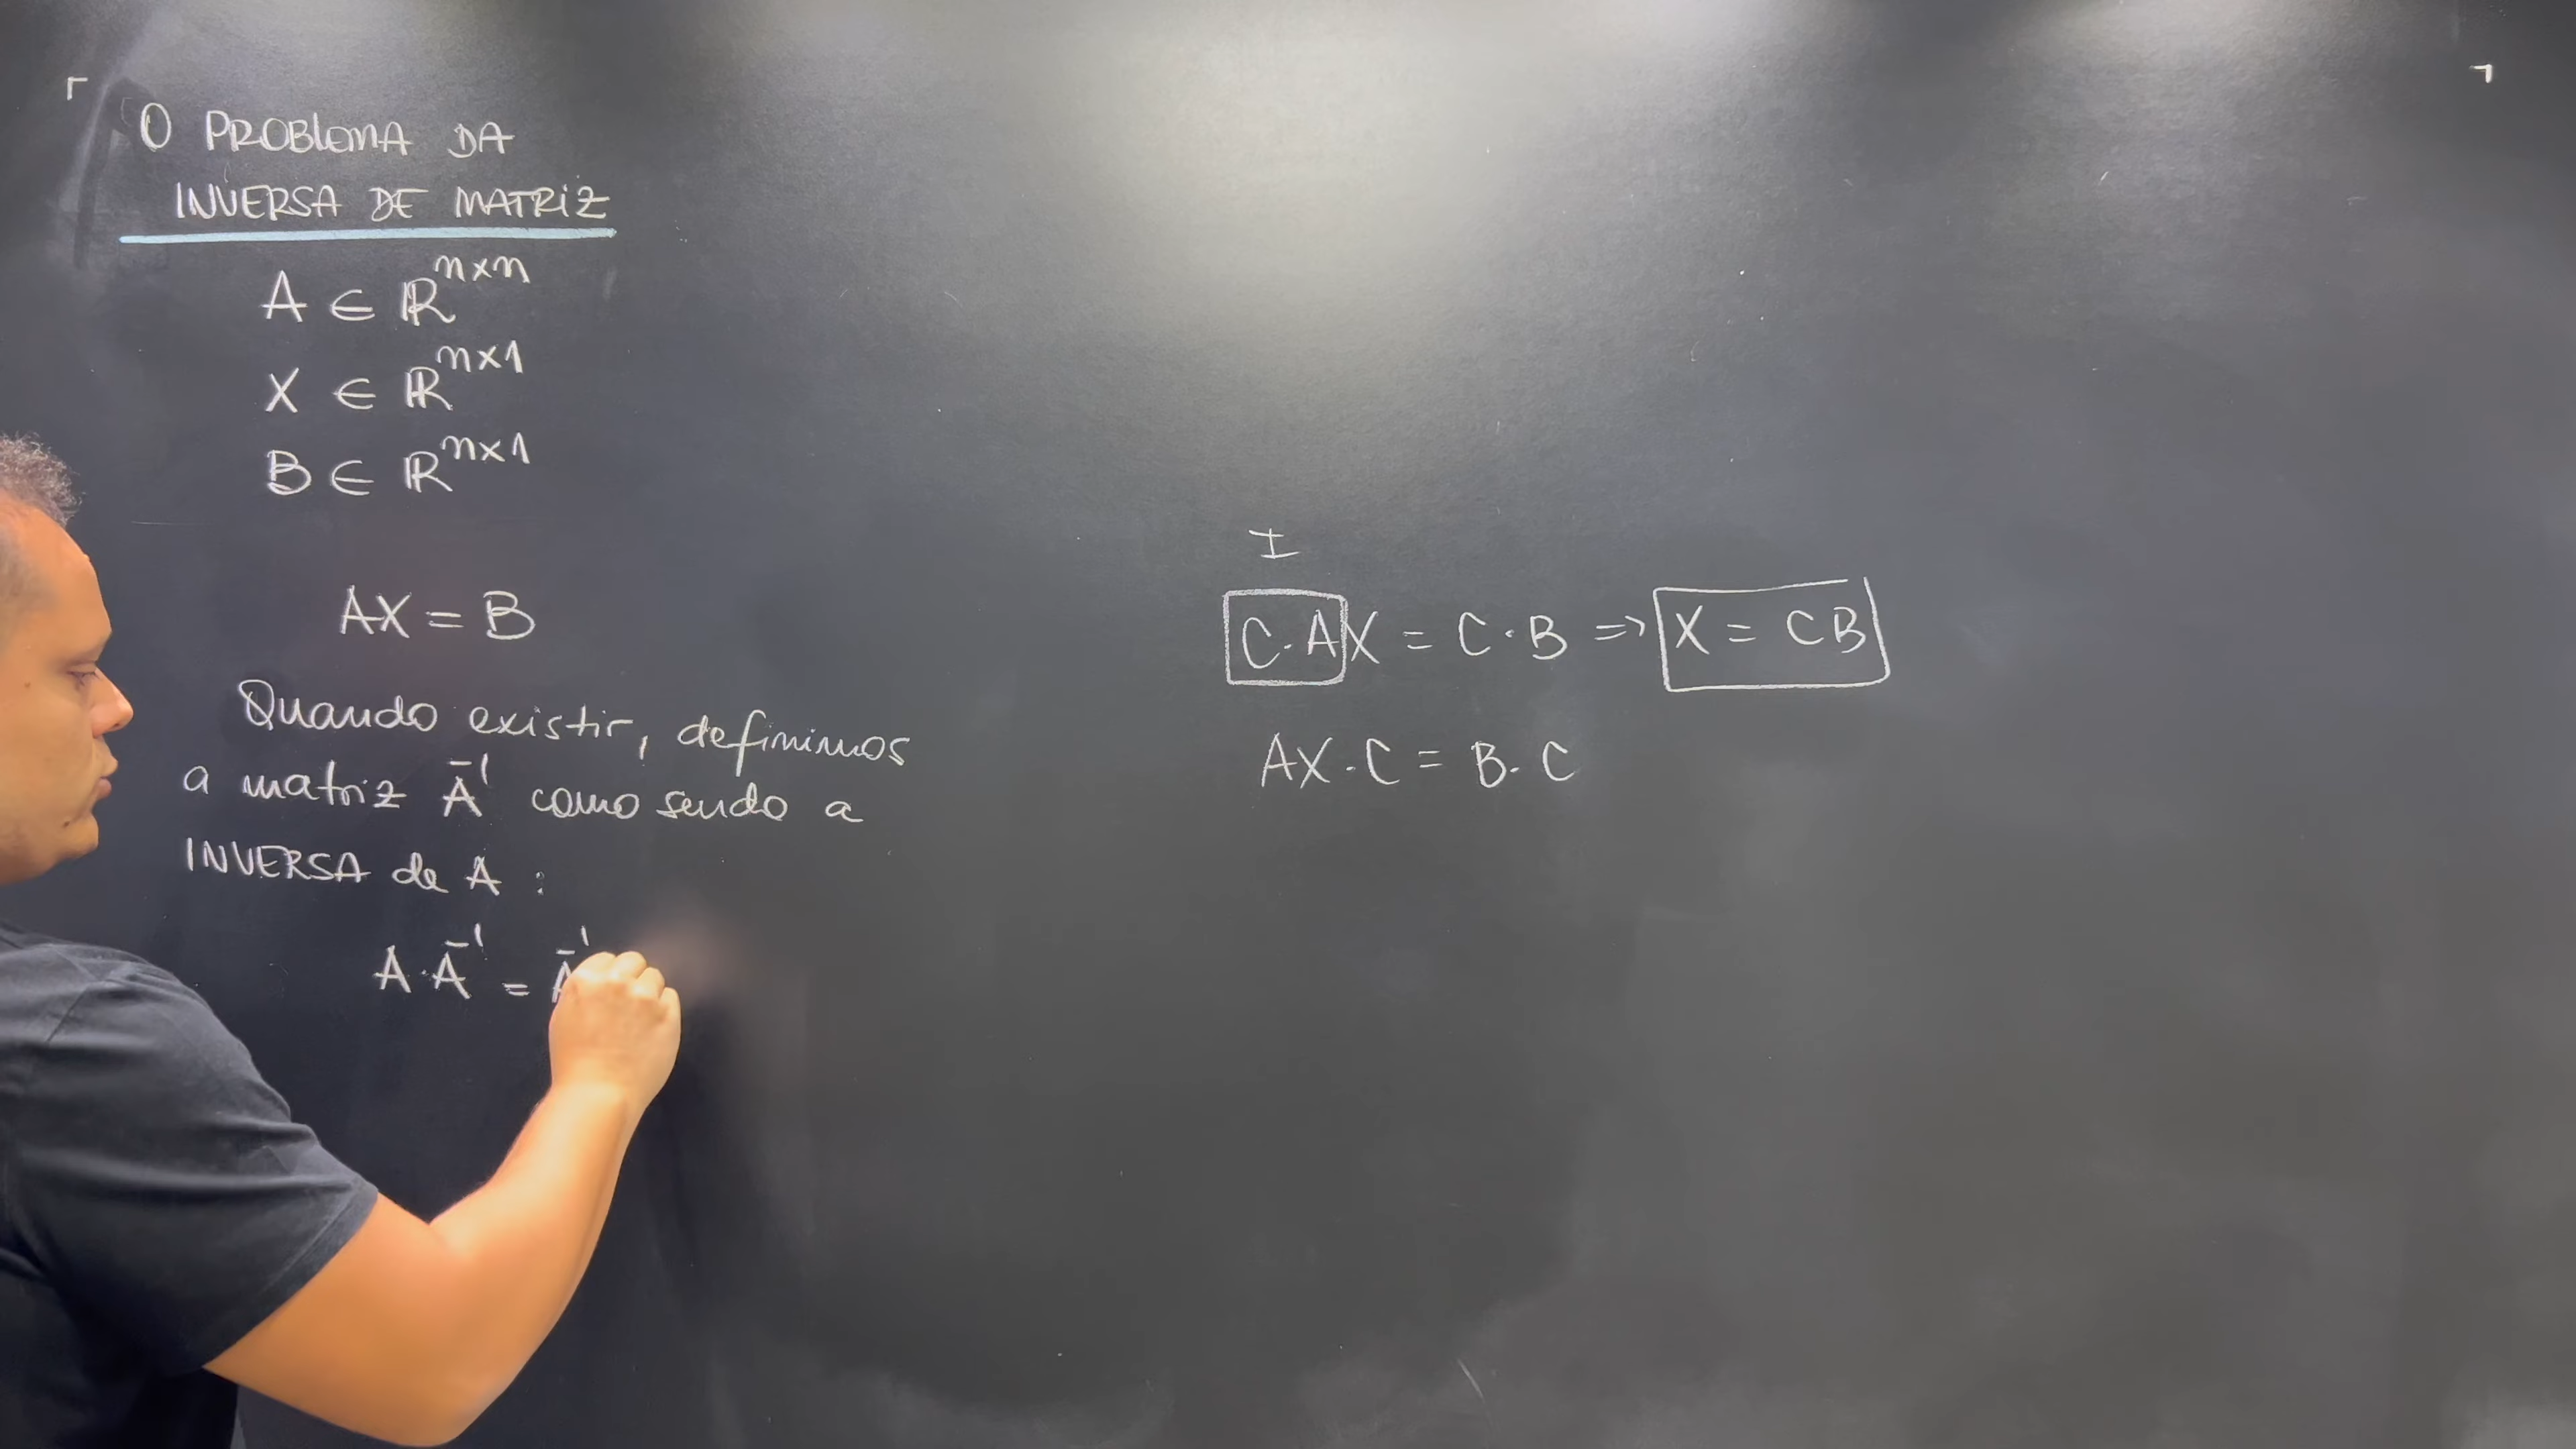 O PROBLEMA DA
INVERSA DE MATRIZ
A ∈ ℝ^{n×n}
X ∈ ℝ^{n×1}
B ∈ ℝ^{n×1}
AX = B
Quando existir, definimos
a matriz A⁻¹ como sendo a
INVERSA de A :
A·A⁻¹ = A⁻¹
I
C·AX = C·B ⇒ X = CB
AX·C = B·C